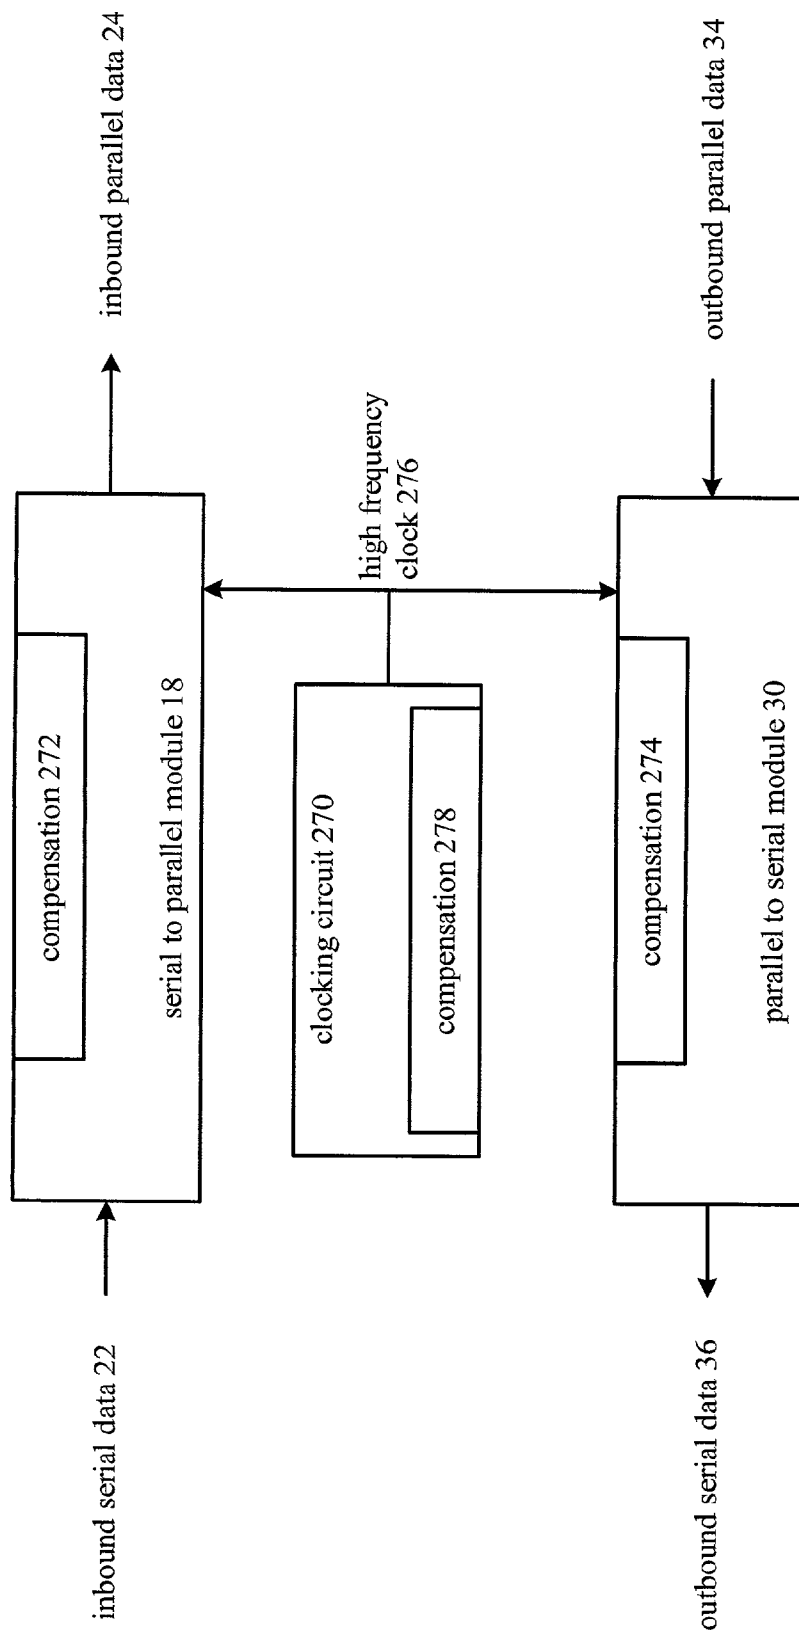 inbound serial data 22
compensation 272
serial to parallel module 18
inbound parallel data 24
clocking circuit 270
compensation 278
high frequency
clock 276
outbound serial data 36
compensation 274
parallel to serial module 30
outbound parallel data 34